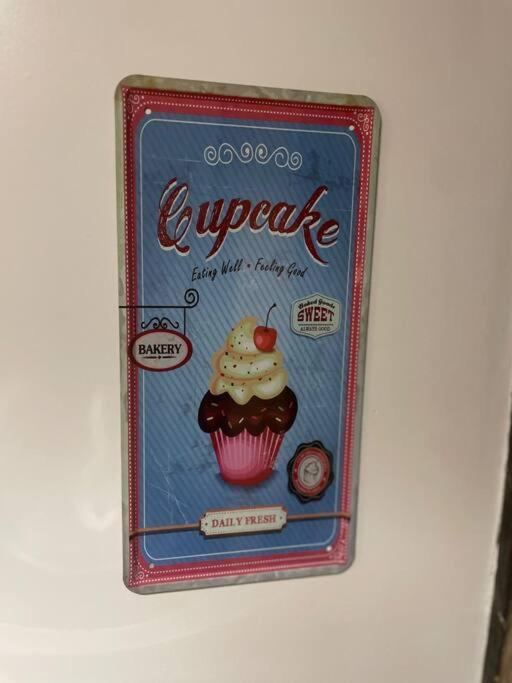 Cupcake
Eating Well • Feeling Good
Baked Goods
SWEET
ALWAYS GOOD
BAKERY
DAILY FRESH